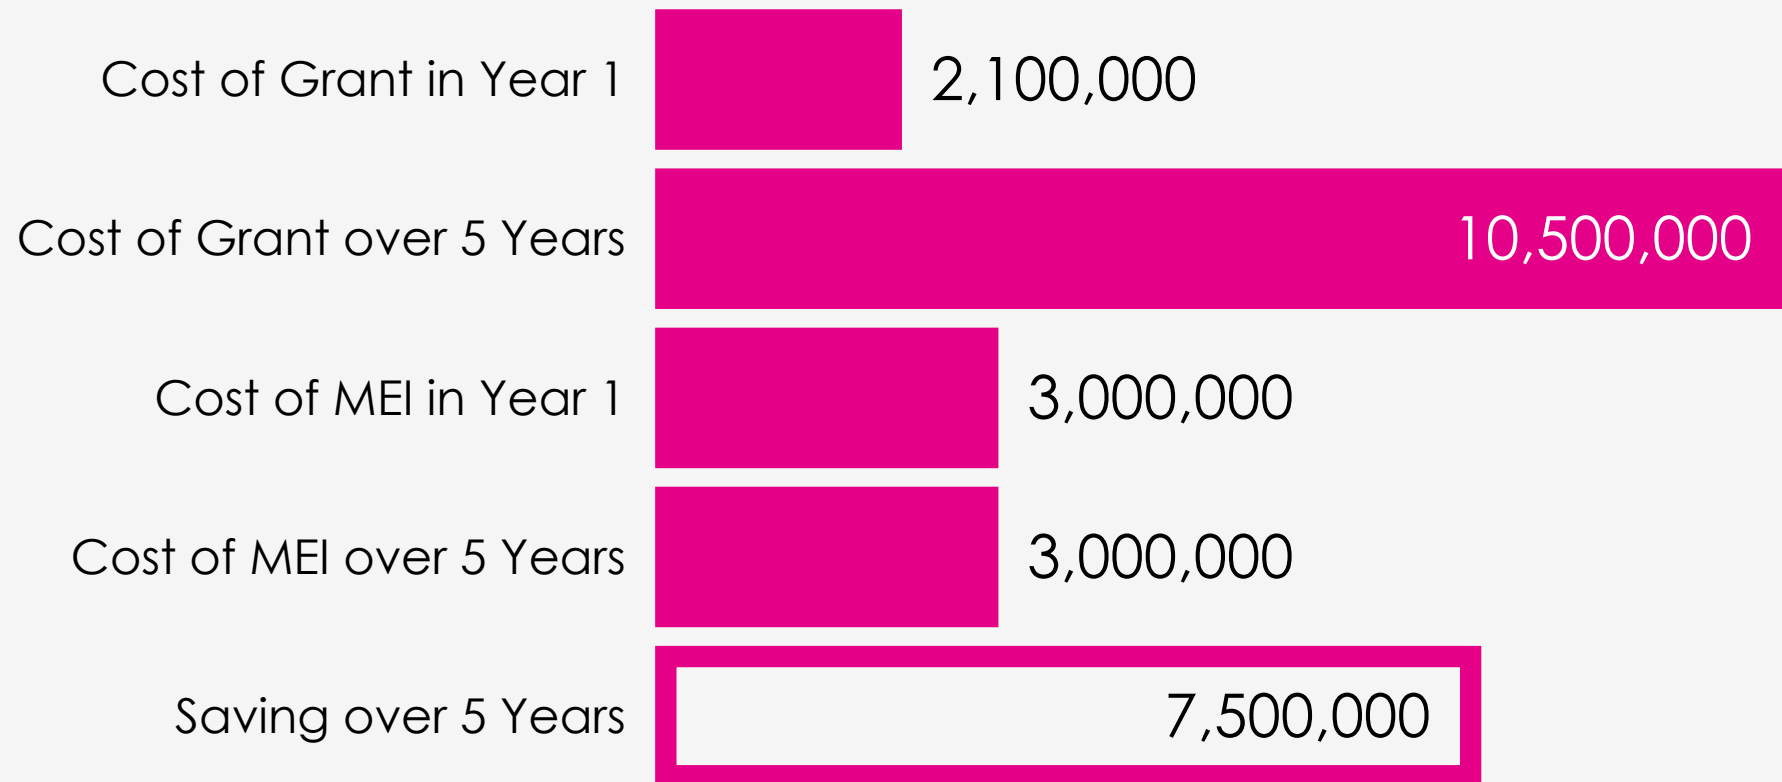 Cost of Grant in Year 1 2,100,000
Cost of Grant over 5 Years 10,500,000
Cost of MEI in Year 1 3,000,000
Cost of MEI over 5 Years 3,000,000
Saving over 5 Years 7,500,000